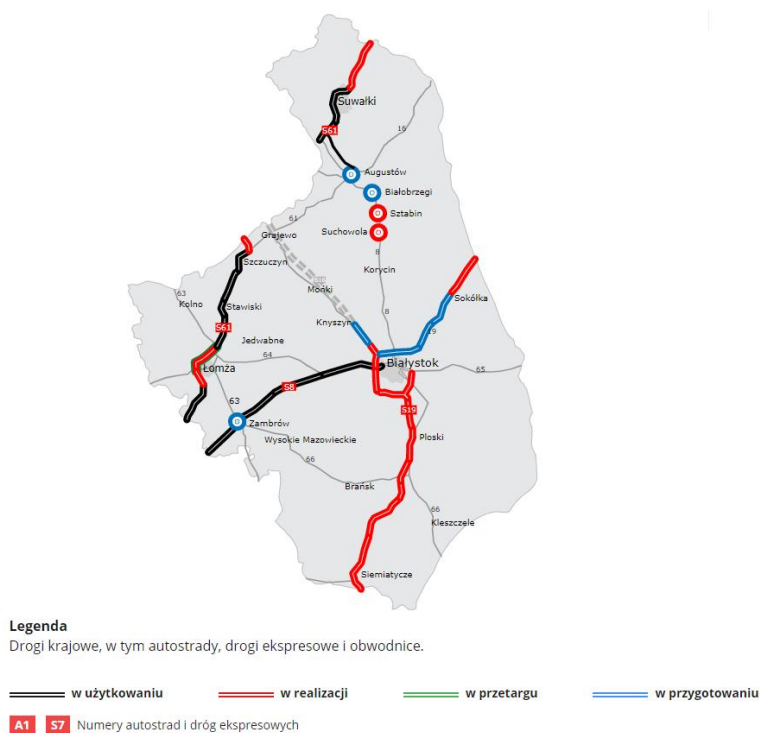 Suwałki
S61
16
Augustów
Białobrzegi
Sztabin
Suchowola
61
Grajewo
8
Szczuczyn
Korycin
Mońki
63
Kolno
Stawiski
Sokółka
8
Knyszyn
19
S61
Jedwabne
64
Białystok
Łomża
65
S8
63
Zambrów
S19
Wysokie Mazowieckie
Ploski
66
Brańsk
66
Kleszczele
Siemiatycze
Legenda
Drogi krajowe, w tym autostrady, drogi ekspresowe i obwodnice.
w użytkowaniu w realizacji w przetargu w przygotowaniu
A1 S7 Numery autostrad i dróg ekspresowych